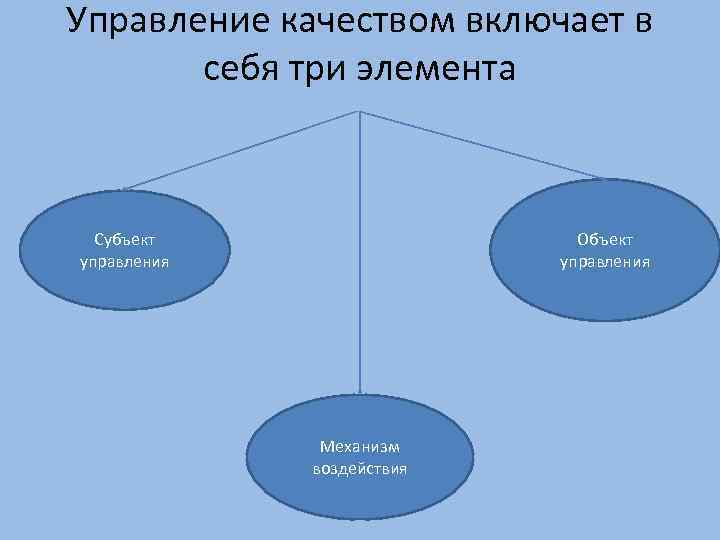 Управление качеством включает в
себя три элемента
Субъект
управления
Объект
управления
Механизм
воздействия